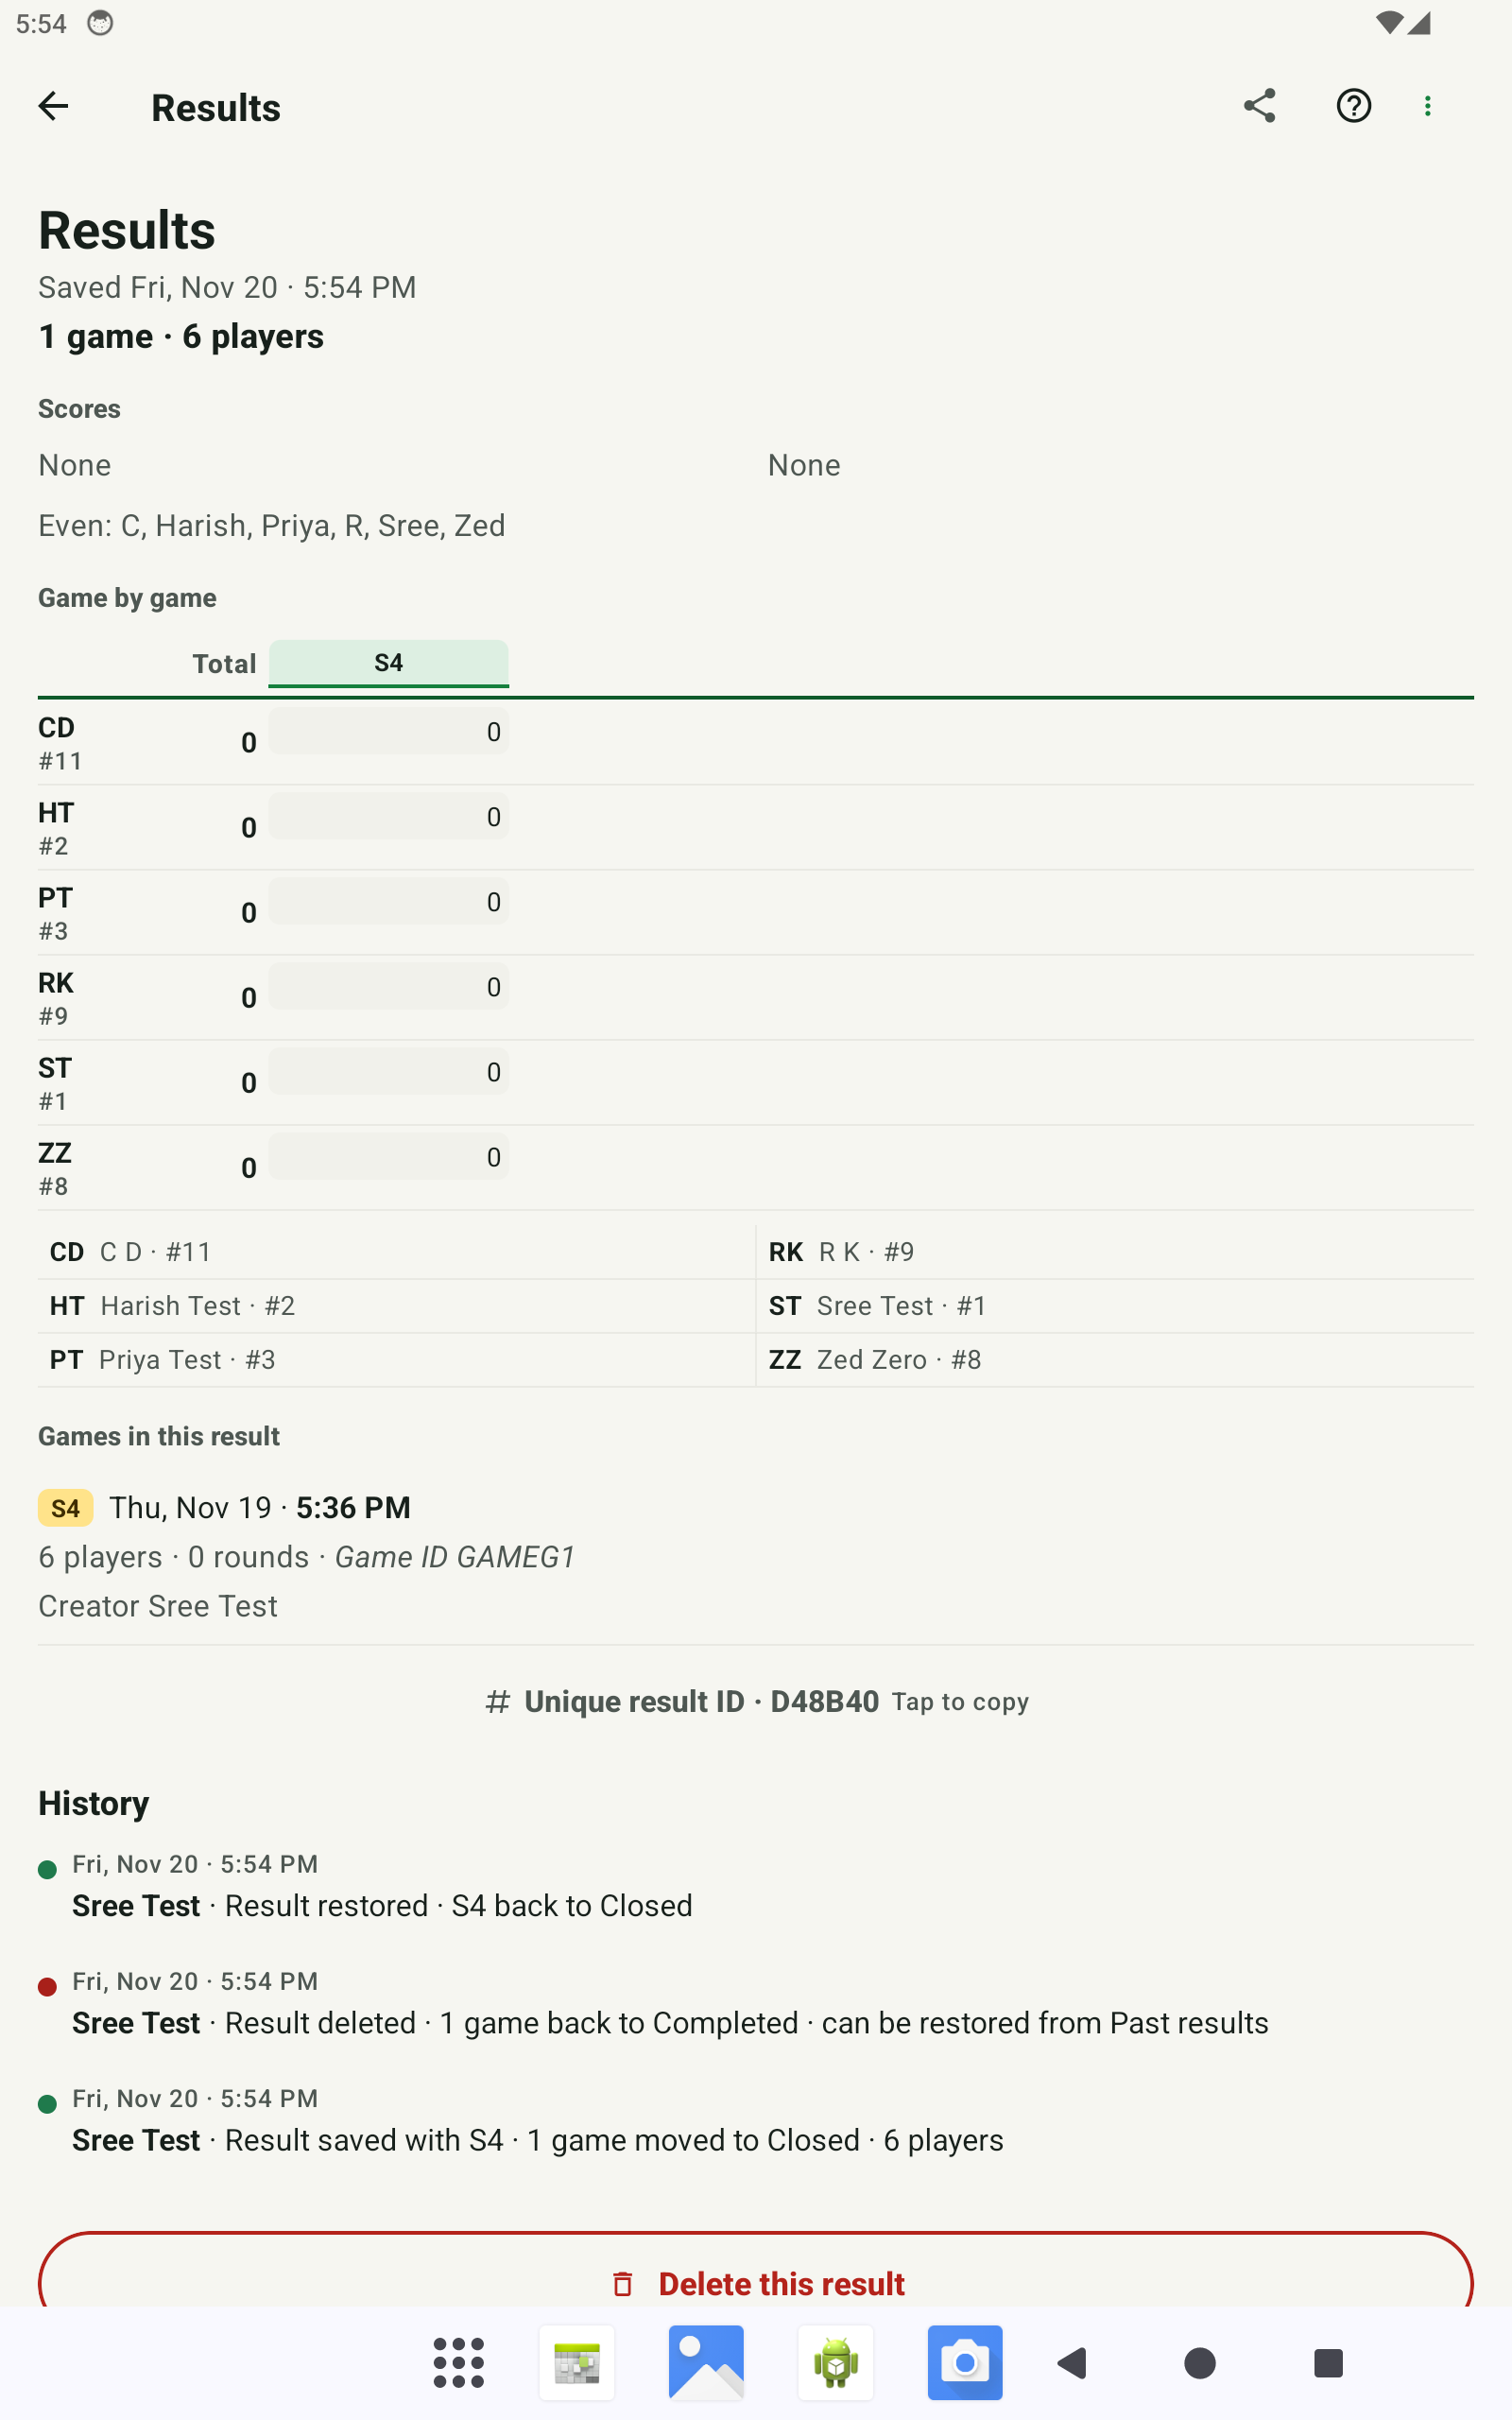 5:54
Results
Results
Saved Fri, Nov 20 · 5:54 PM
1 game · 6 players
Scores
None None
Even: C, Harish, Priya, R, Sree, Zed
Game by game
Total S4
CD 0 0
#11
HT 0 0
#2
PT 0 0
#3
RK 0 0
#9
ST 0 0
#1
ZZ 0 0
#8
CD C D · #11 RK R K · #9
HT Harish Test · #2 ST Sree Test · #1
PT Priya Test · #3 ZZ Zed Zero · #8
Games in this result
S4 Thu, Nov 19 · 5:36 PM
6 players · 0 rounds · Game ID GAMEG1
Creator Sree Test
# Unique result ID · D48B40 Tap to copy
History
Fri, Nov 20 · 5:54 PM
Sree Test · Result restored · S4 back to Closed
Fri, Nov 20 · 5:54 PM
Sree Test · Result deleted · 1 game back to Completed · can be restored from Past results
Fri, Nov 20 · 5:54 PM
Sree Test · Result saved with S4 · 1 game moved to Closed · 6 players
Delete this result